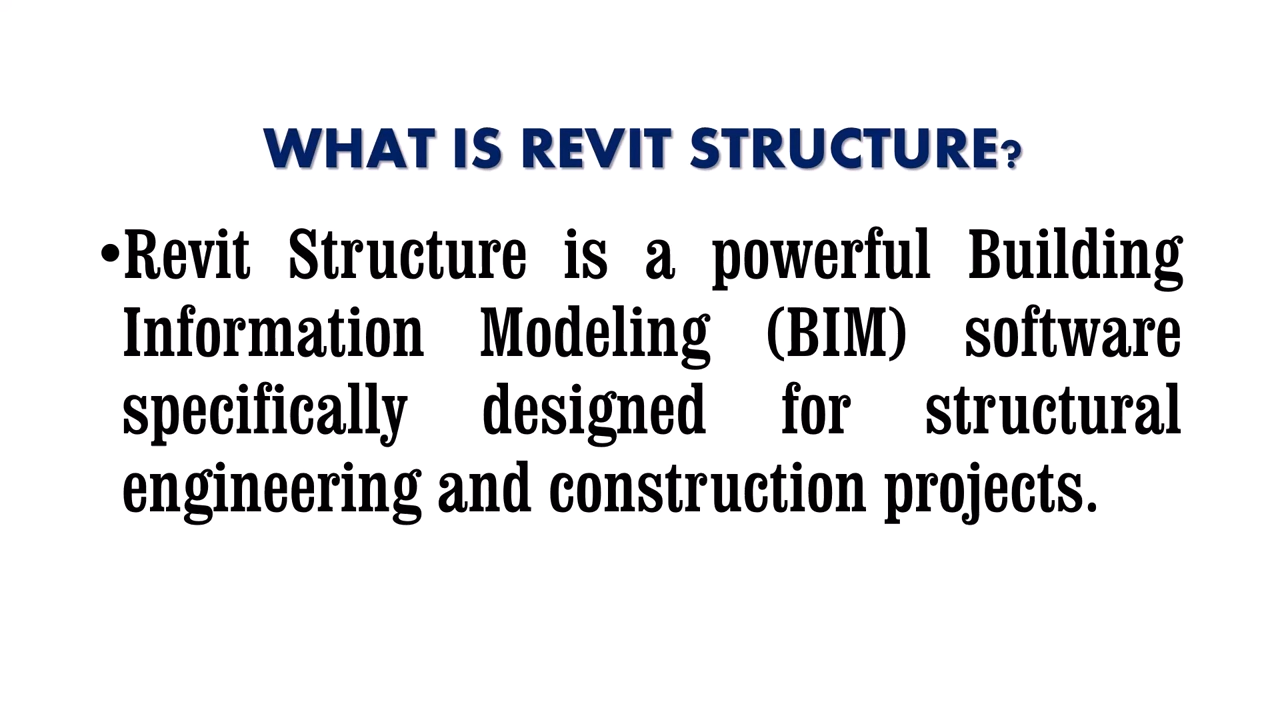 WHAT IS REVIT STRUCTURE?
•Revit Structure is a powerful Building
Information Modeling (BIM) software
specifically designed for structural
engineering and construction projects.